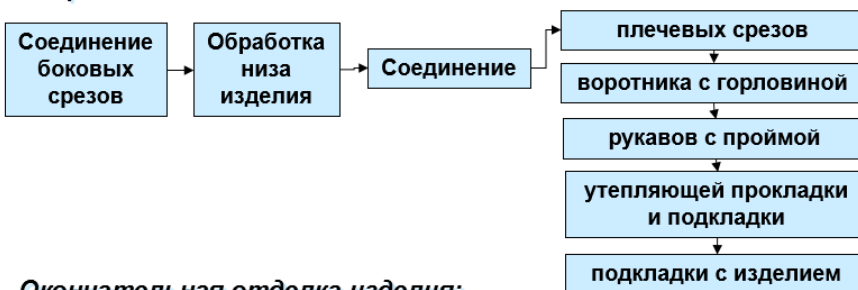 Соединение
боковых
срезов
Обработка
низа
изделия
Соединение
плечевых срезов
воротника с горловиной
рукавов с проймой
утепляющей прокладки
и подкладки
подкладки с изделием
Окончательная отделка изделия: